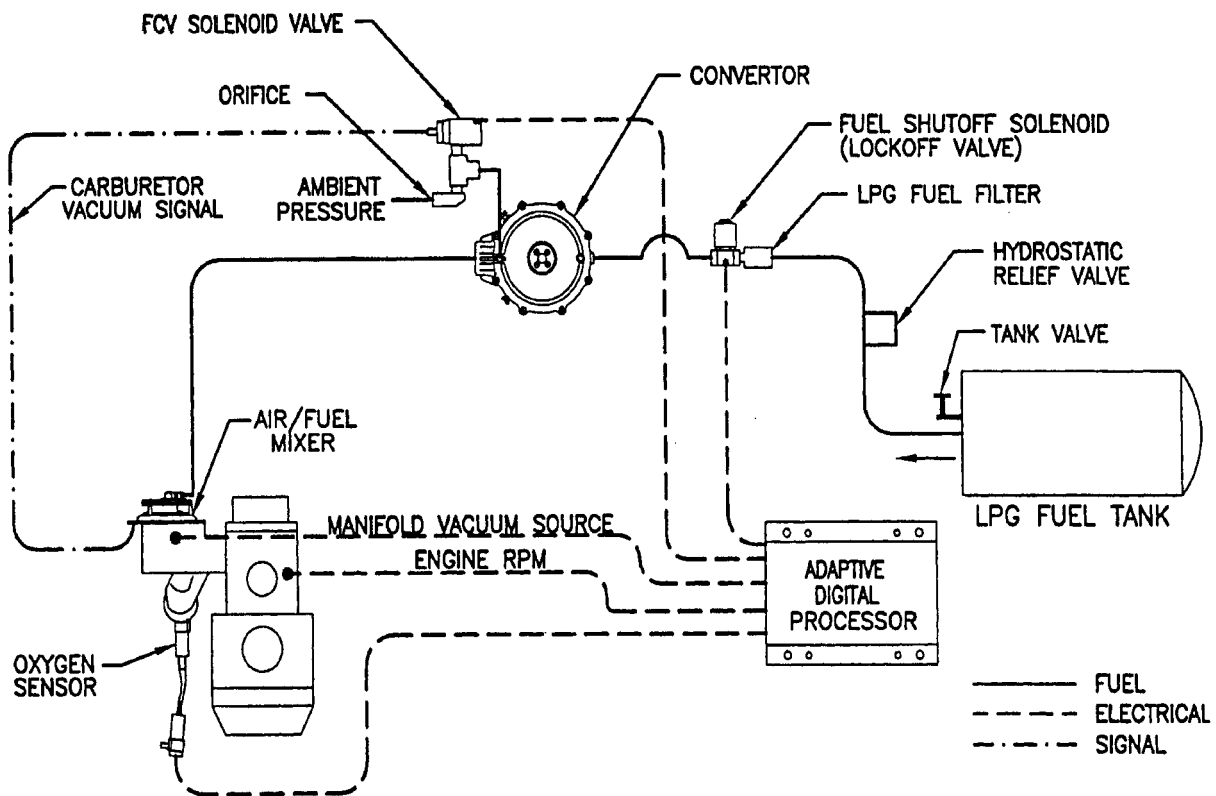 FCV SOLENOID VALVE
ORIFICE
CONVERTOR
FUEL SHUTOFF SOLENOID
(LOCKOFF VALVE)
CARBURETOR
VACUUM SIGNAL
AMBIENT
PRESSURE
LPG FUEL FILTER
HYDROSTATIC
RELIEF VALVE
TANK VALVE
AIR/FUEL
MIXER
LPG FUEL TANK
MANIFOLD VACUUM SOURCE
ENGINE RPM
ADAPTIVE
DIGITAL
PROCESSOR
OXYGEN
SENSOR
FUEL
ELECTRICAL
SIGNAL